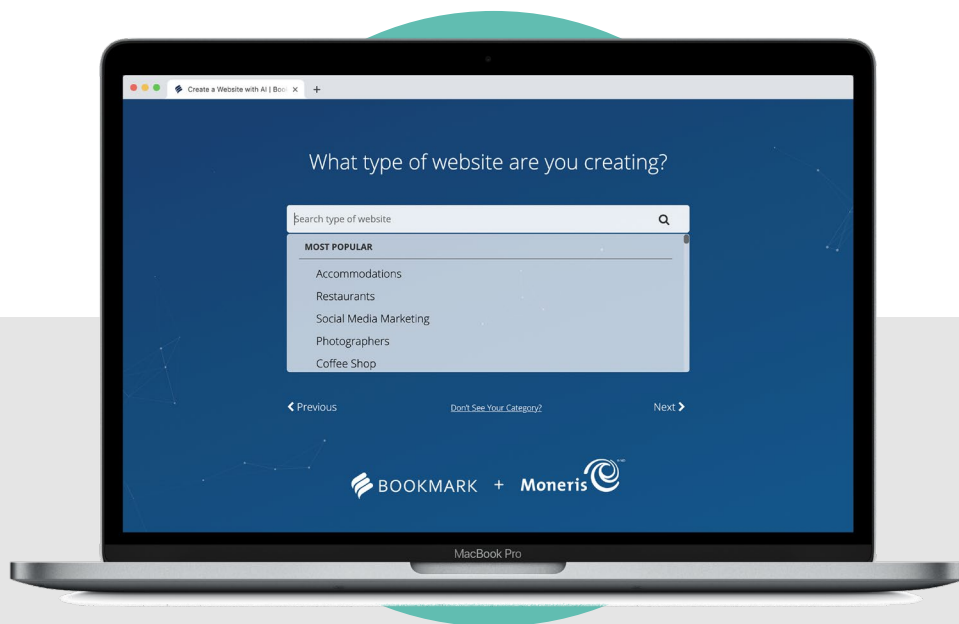 Create a Website with AI | Boo
What type of website are you creating?
Search type of website
MOST POPULAR
Accommodations
Restaurants
Social Media Marketing
Photographers
Coffee Shop
Previous
Don't See Your Category?
Next
BOOKMARK + Moneris
MacBook Pro